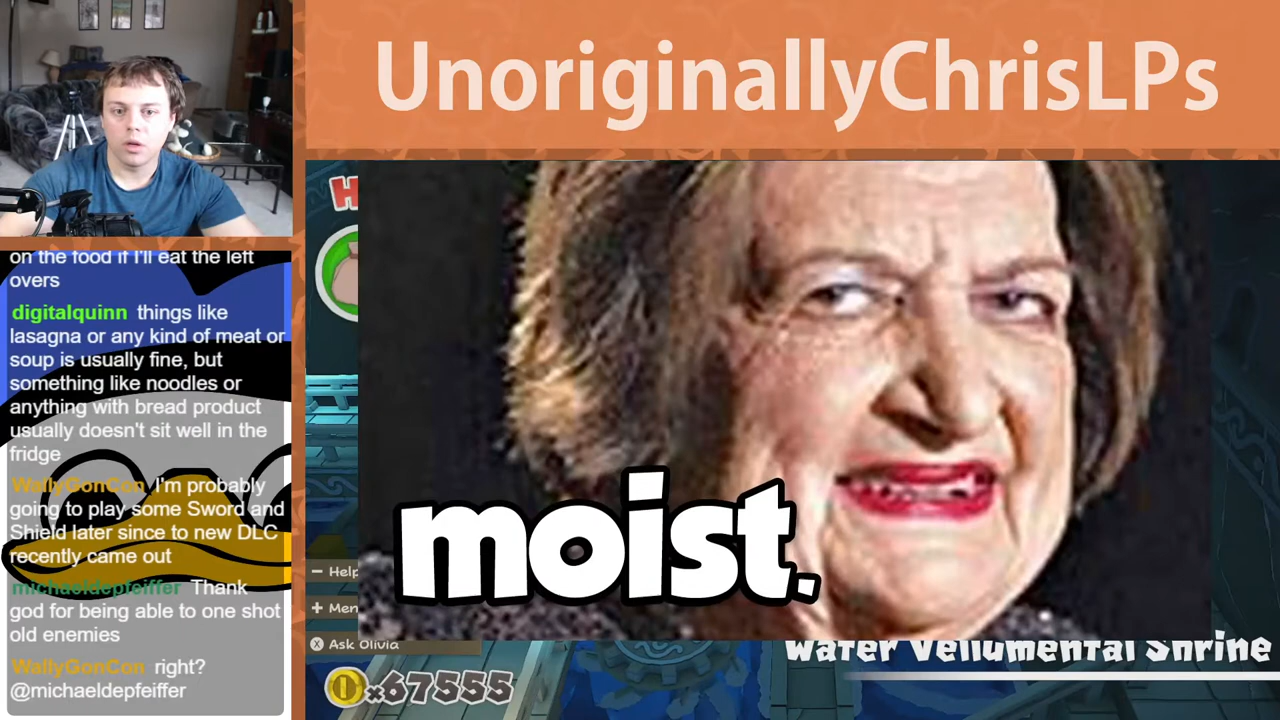 UnoriginallyChrisLPs
on the food if I'll eat the left
overs
digitalquinn things like
lasagna or any kind of meat or
soup is usually fine, but
something like noodles or
anything with bread product
usually doesn't sit well in the
fridge
WallyGonCon I'm probably
going to play some Sword and
Shield later since to new DLC
recently came out
michaeldepfeiffer Thank
god for being able to one shot
old enemies
WallyGonCon right?
@michaeldepfeiffer
H
moist.
− Help
+ Men
X Ask Olivia
x67555
Water Vellumental Shrine